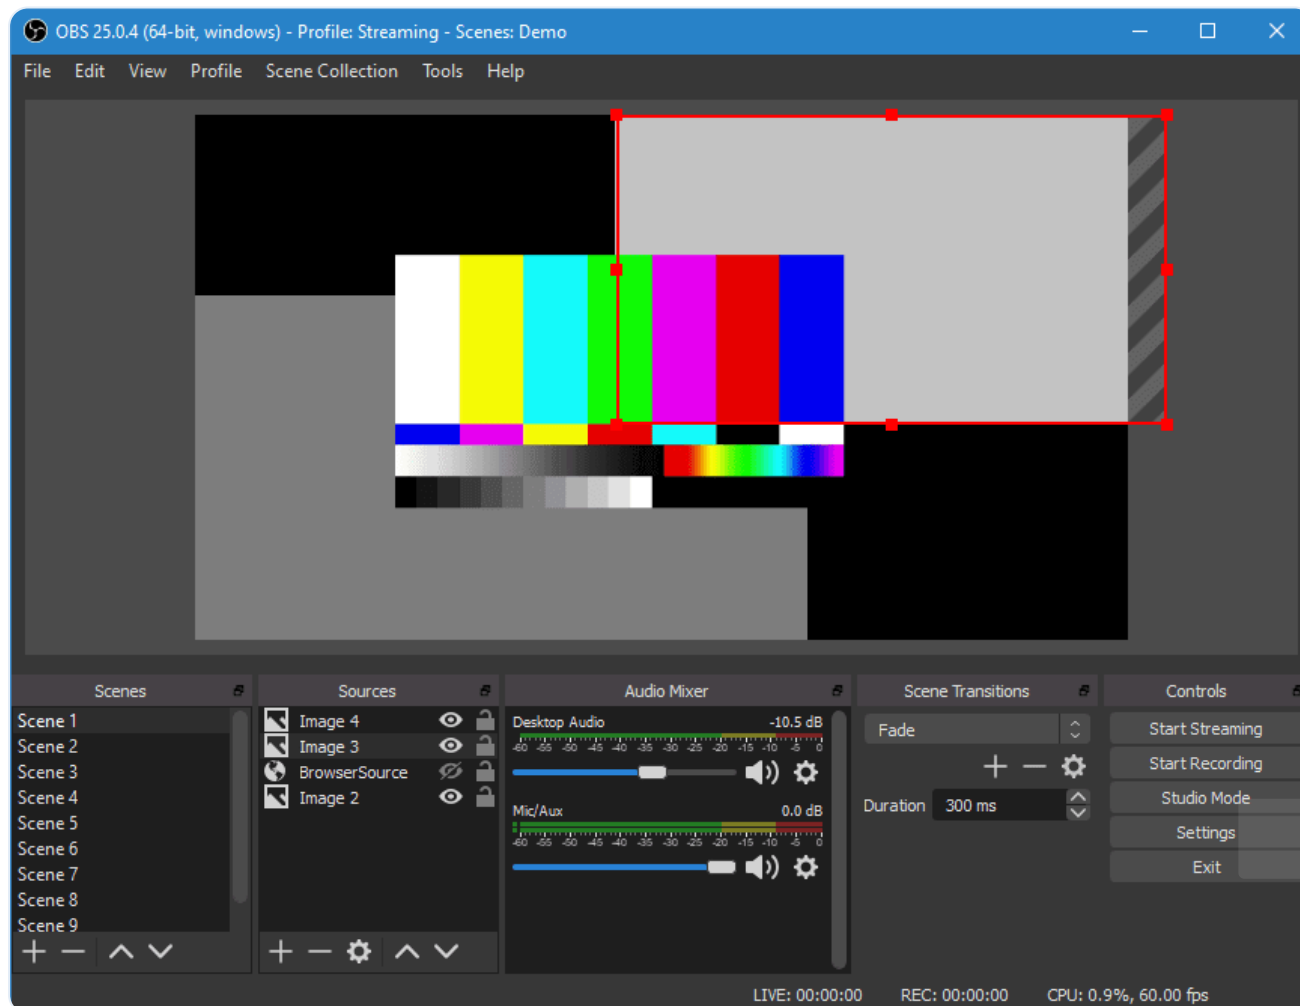 OBS 25.0.4 (64-bit, windows) - Profile: Streaming - Scenes: Demo
File Edit View Profile Scene Collection Tools Help
Scenes
Scene 1
Scene 2
Scene 3
Scene 4
Scene 5
Scene 6
Scene 7
Scene 8
Scene 9
Sources
Image 4
Image 3
BrowserSource
Image 2
Audio Mixer
Desktop Audio -10.5 dB
-60 -55 -50 -45 -40 -35 -30 -25 -20 -15 -10 -5 0
Mic/Aux 0.0 dB
-60 -55 -50 -45 -40 -35 -30 -25 -20 -15 -10 -5 0
Scene Transitions
Fade
Duration 300 ms
Controls
Start Streaming
Start Recording
Studio Mode
Settings
Exit
LIVE: 00:00:00 REC: 00:00:00 CPU: 0.9%, 60.00 fps